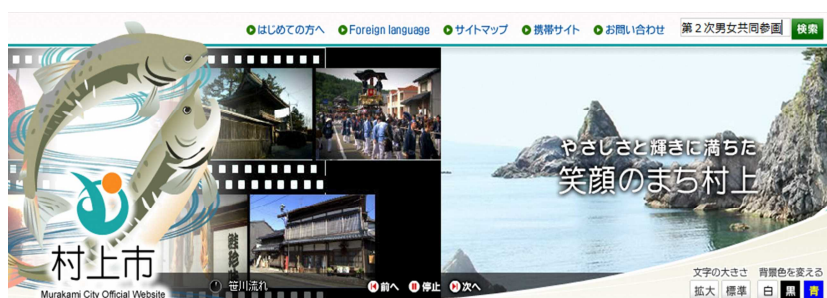 はじめての方へ Foreign language サイトマップ 携帯サイト お問い合わせ 第２次男女共同参画 検索
やさしさと輝きに満ちた
笑顔のまち村上
村上市
Murakami City Official Website
笹川流れ 前へ 停止 次へ
文字の大きさ 背景色を変える
拡大 標準 白 黒 青